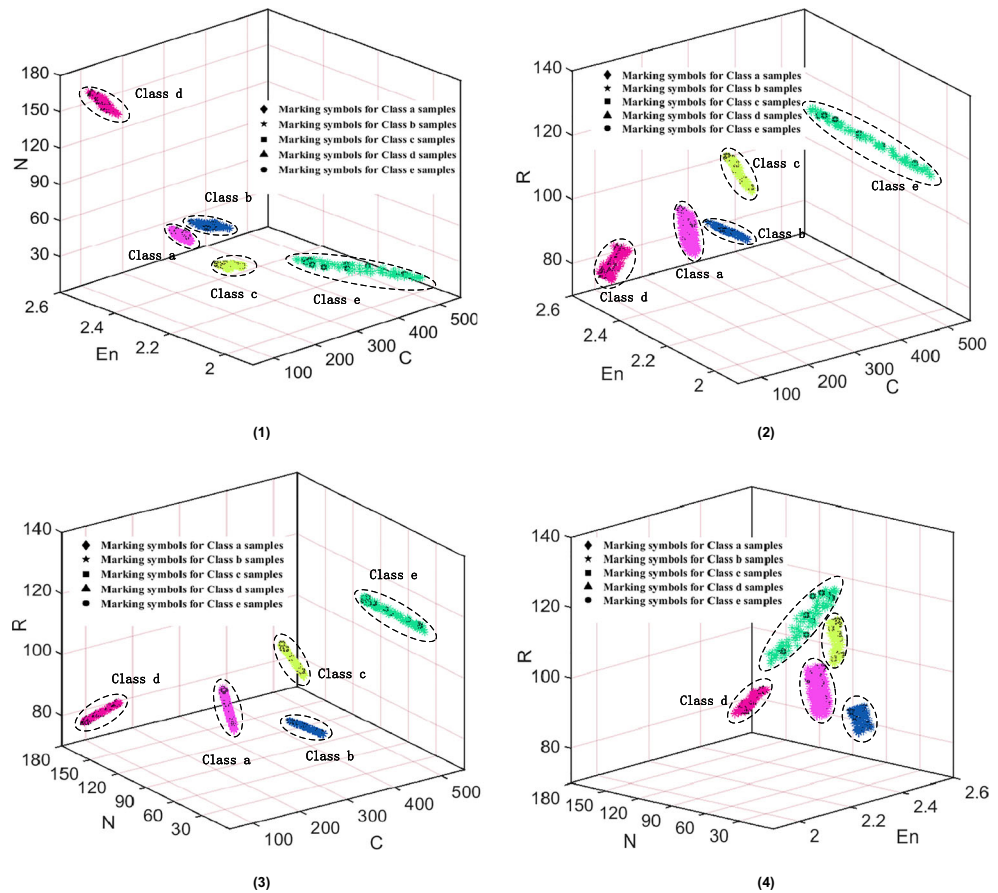 180
150
120
90
60
30
N
2.6
2.4
2.2
2
En
100
200
300
400
500
C
Class d
Class b
Class a
Class c
Class e
Marking symbols for Class a samples
Marking symbols for Class b samples
Marking symbols for Class c samples
Marking symbols for Class d samples
Marking symbols for Class e samples
(1)
140
120
100
80
R
2.6
2.4
2.2
2
En
100
200
300
400
500
C
Marking symbols for Class a samples
Marking symbols for Class b samples
Marking symbols for Class c samples
Marking symbols for Class d samples
Marking symbols for Class e samples
Class c
Class e
Class b
Class a
Class d
(2)
140
120
100
80
R
180
150
120
90
60
30
N
100
200
300
400
500
C
Marking symbols for Class a samples
Marking symbols for Class b samples
Marking symbols for Class c samples
Marking symbols for Class d samples
Marking symbols for Class e samples
Class e
Class c
Class d
Class a
Class b
(3)
140
120
100
80
R
180
150
120
90
60
30
N
2
2.2
2.4
2.6
En
Marking symbols for Class a samples
Marking symbols for Class b samples
Marking symbols for Class c samples
Marking symbols for Class d samples
Marking symbols for Class e samples
Class d
(4)